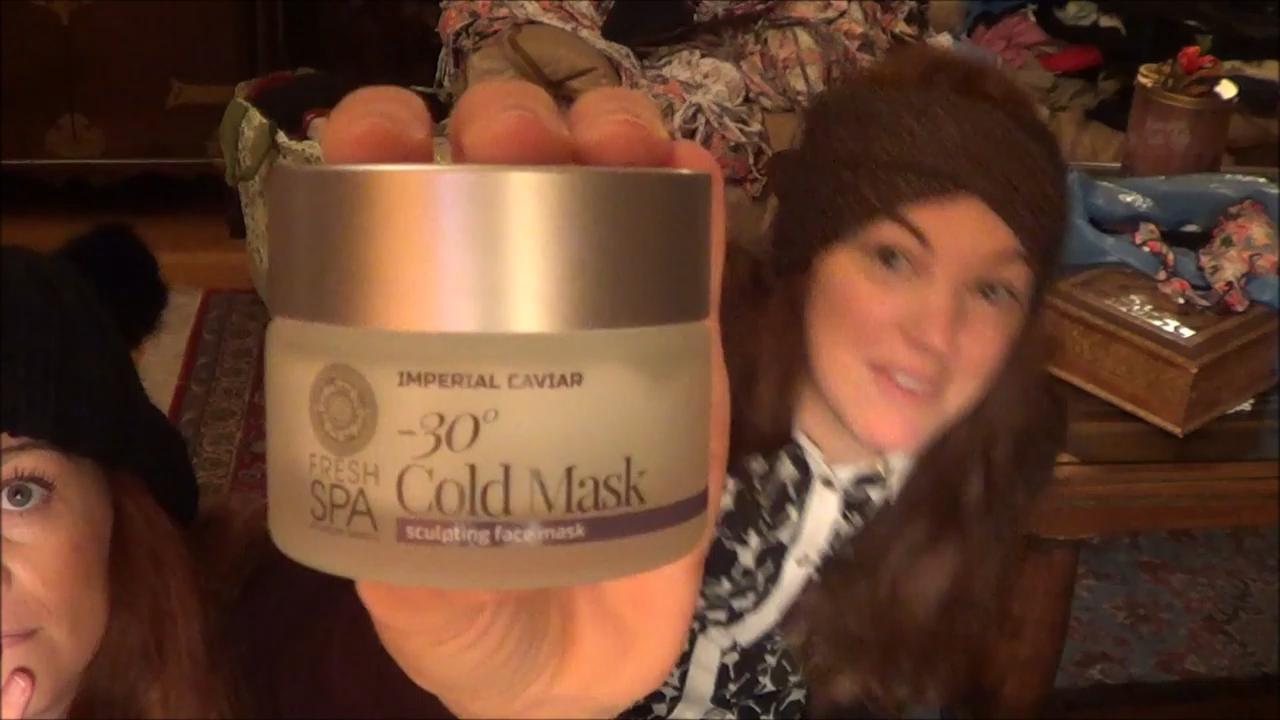 IMPERIAL CAVIAR
-30°
Cold Mask
sculpting face mask
FRESH
SPA